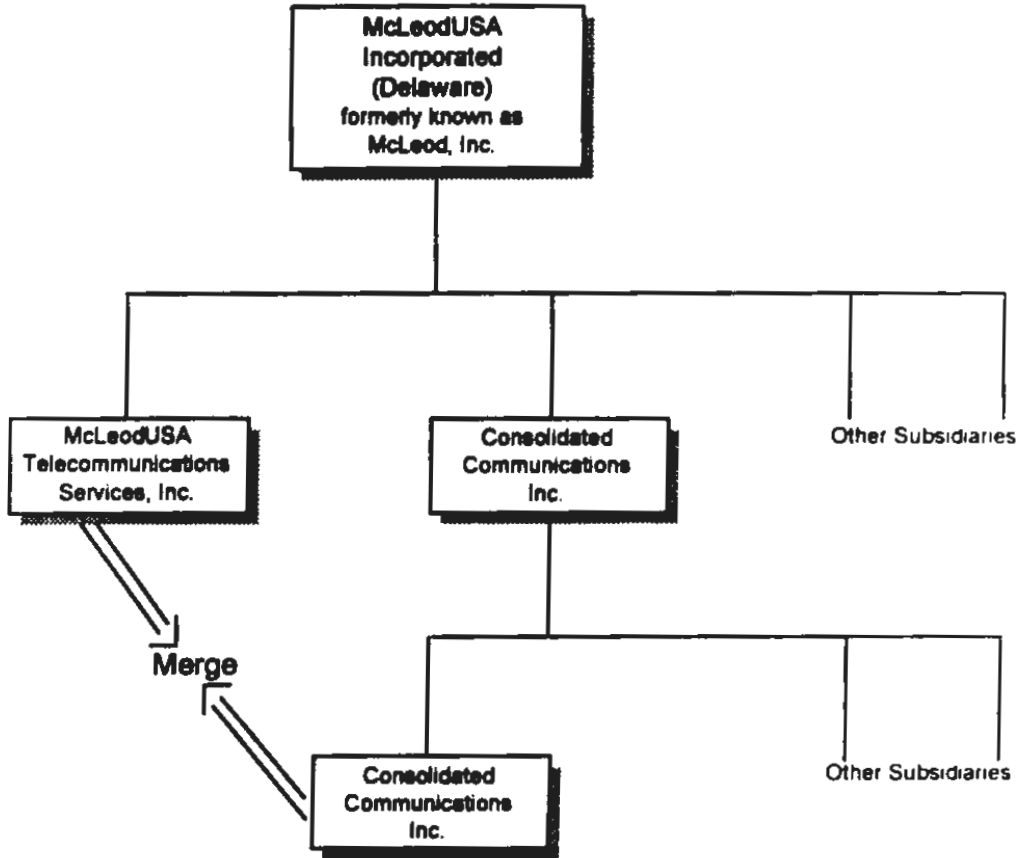 McLeodUSA
Incorporated
(Delaware)
formerly known as
McLeod, Inc.
McLeodUSA
Telecommunications
Services, Inc.
Consolidated
Communications
Inc.
Other Subsidiaries
Merge
Consolidated
Communications
Inc.
Other Subsidiaries